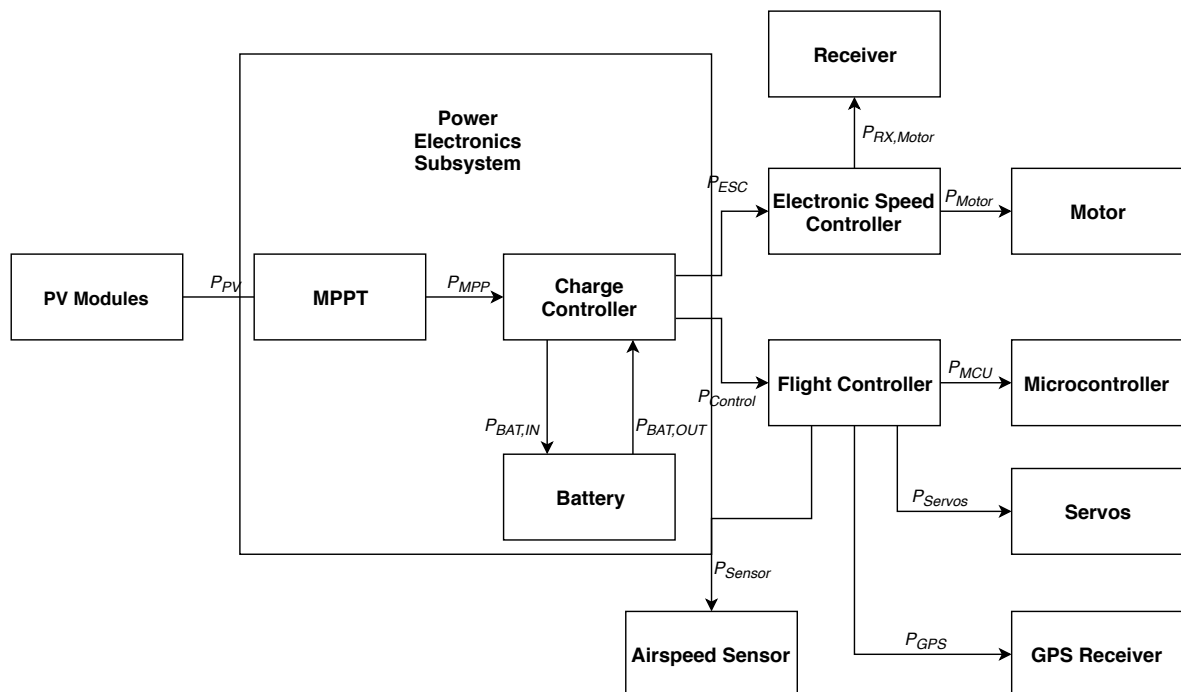 Receiver
Power
Electronics
Subsystem
P_RX,Motor
P_ESC
Electronic Speed
Controller
P_Motor
Motor
PV Modules
P_PV
MPPT
P_MPP
Charge
Controller
P_Control
Flight Controller
P_MCU
Microcontroller
P_BAT,IN
P_BAT,OUT
Battery
P_Servos
Servos
P_Sensor
Airspeed Sensor
P_GPS
GPS Receiver